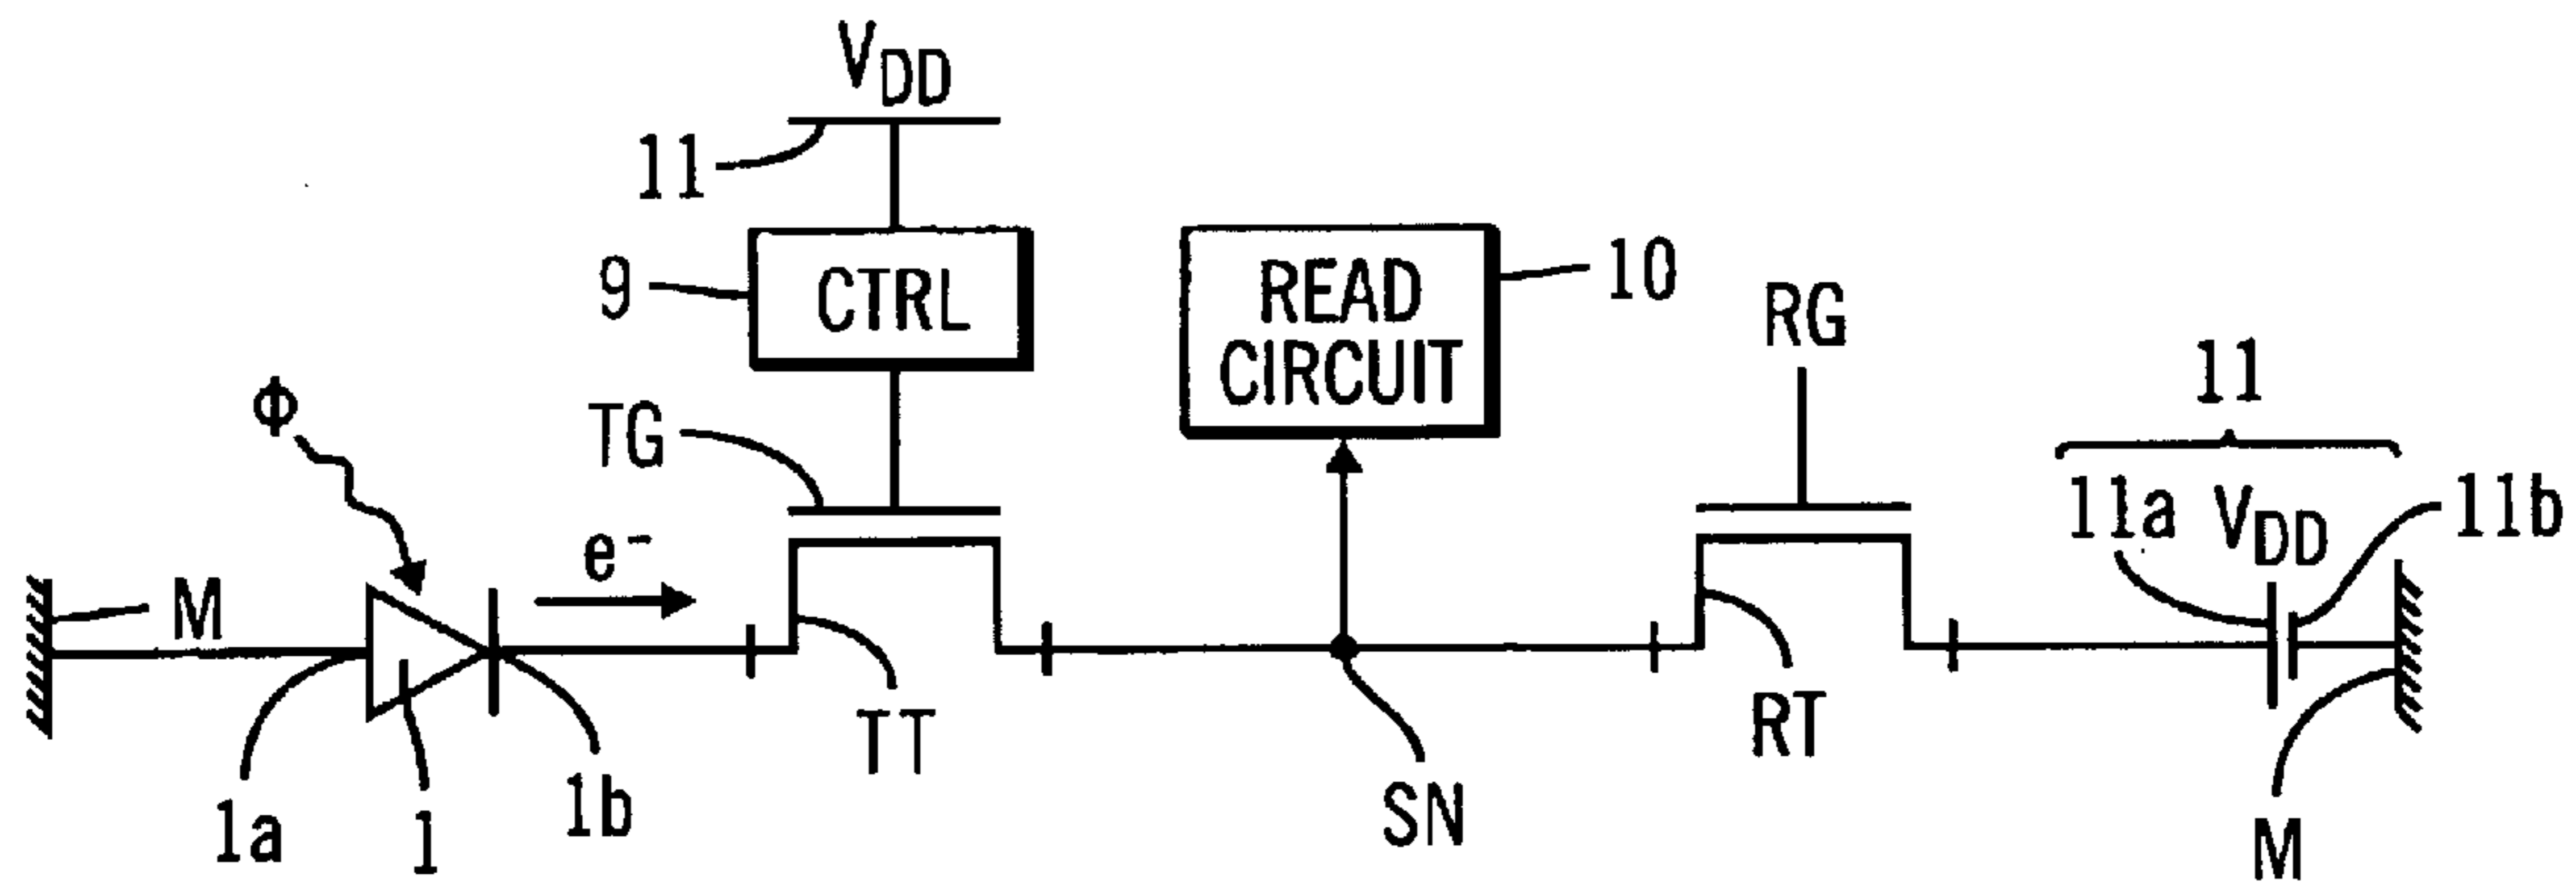 VDD
11
9
CTRL
READ
CIRCUIT
10
RG
11
Φ
TG
11a
VDD
11b
e-
M
TT
RT
1a
1
1b
SN
M